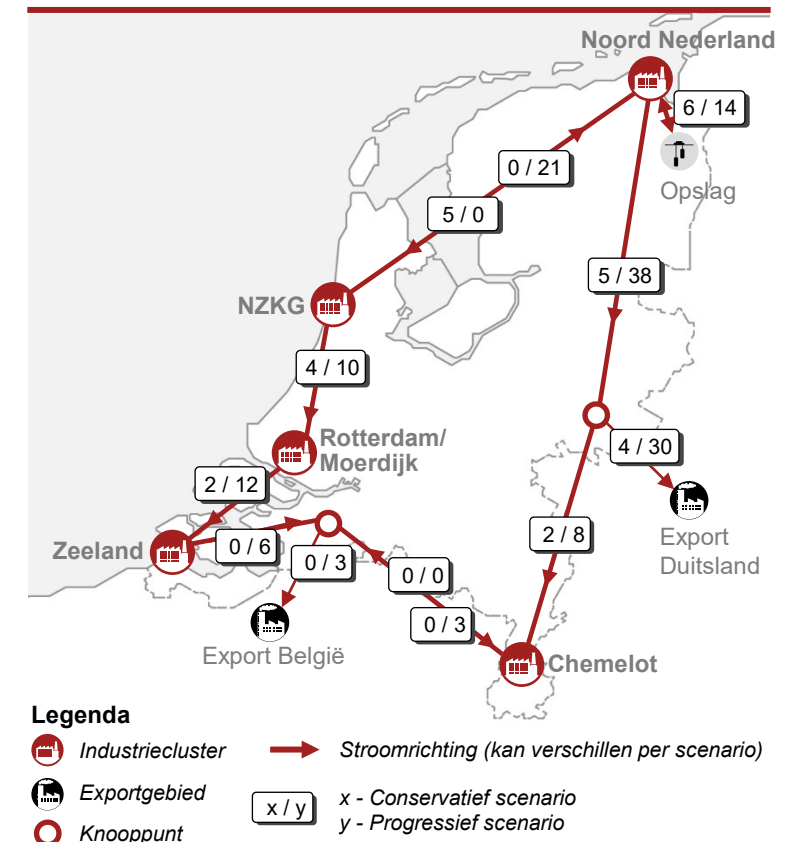 Noord Nederland
6 / 14
Opslag
0 / 21
5 / 0
5 / 38
NZKG
4 / 10
Rotterdam/
Moerdijk
4 / 30
2 / 12
2 / 8
Export
Duitsland
Zeeland
0 / 6
0 / 3
0 / 0
0 / 3
Export België
Chemelot
Legenda
Industriecluster
Stroomrichting (kan verschillen per scenario)
Exportgebied
x / y
x - Conservatief scenario
y - Progressief scenario
Knooppunt